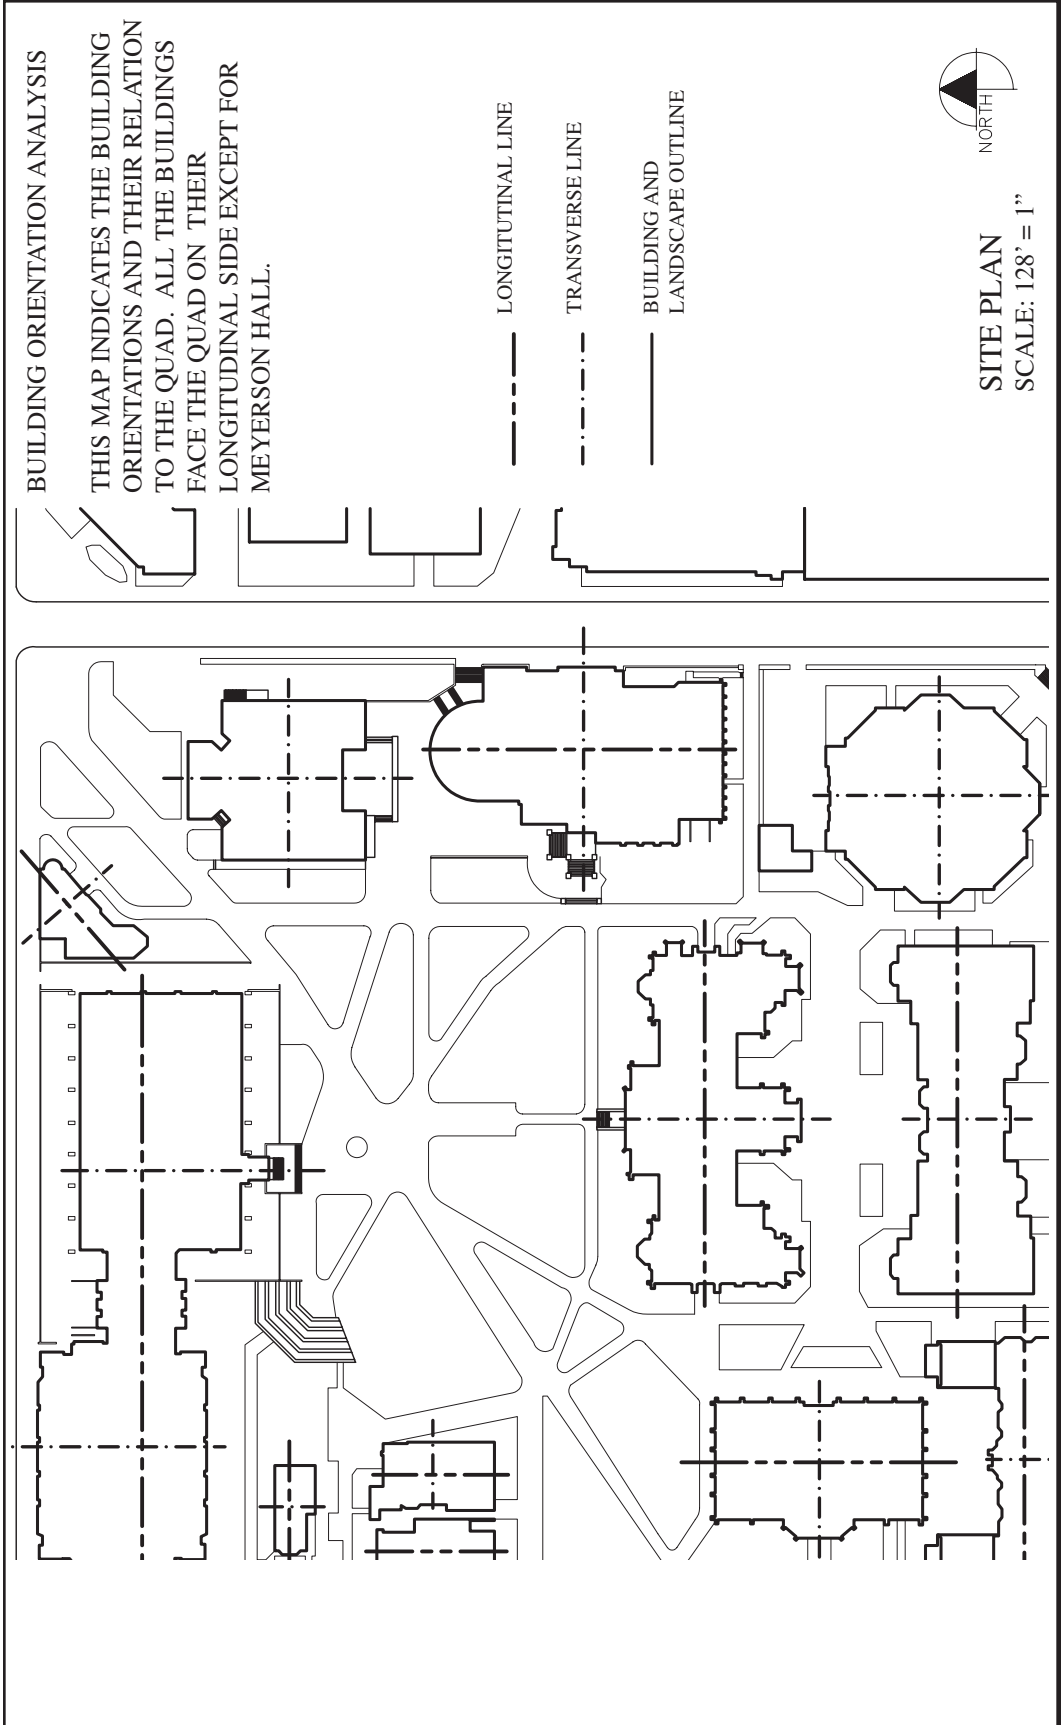 BUILDING ORIENTATION ANALYSIS
THIS MAP INDICATES THE BUILDING
ORIENTATIONS AND THEIR RELATION
TO THE QUAD. ALL THE BUILDINGS
FACE THE QUAD ON THEIR
LONGITUDINAL SIDE EXCEPT FOR
MEYERSON HALL.
LONGITUTINAL LINE
TRANSVERSE LINE
BUILDING AND
LANDSCAPE OUTLINE
SITE PLAN
SCALE: 128' = 1”
NORTH